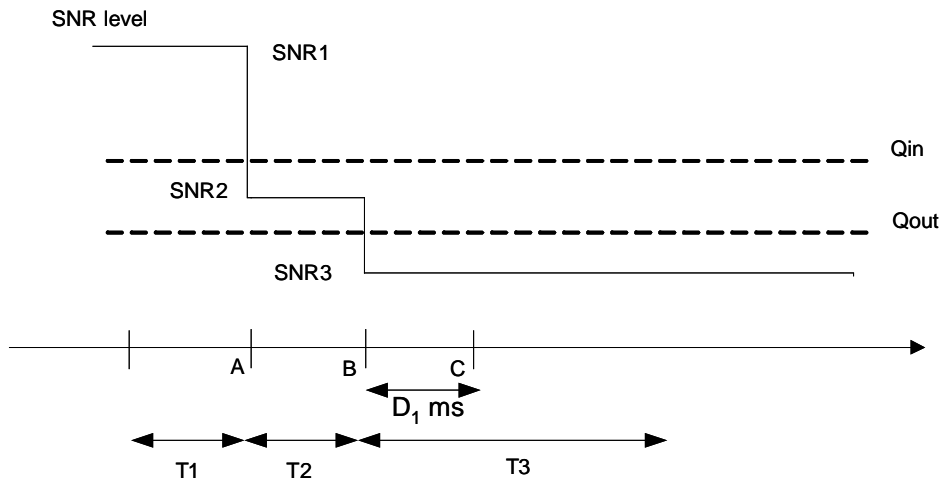 SNR level
SNR1
Qin
SNR2
Qout
SNR3
A B C
D₁ ms
T1 T2 T3